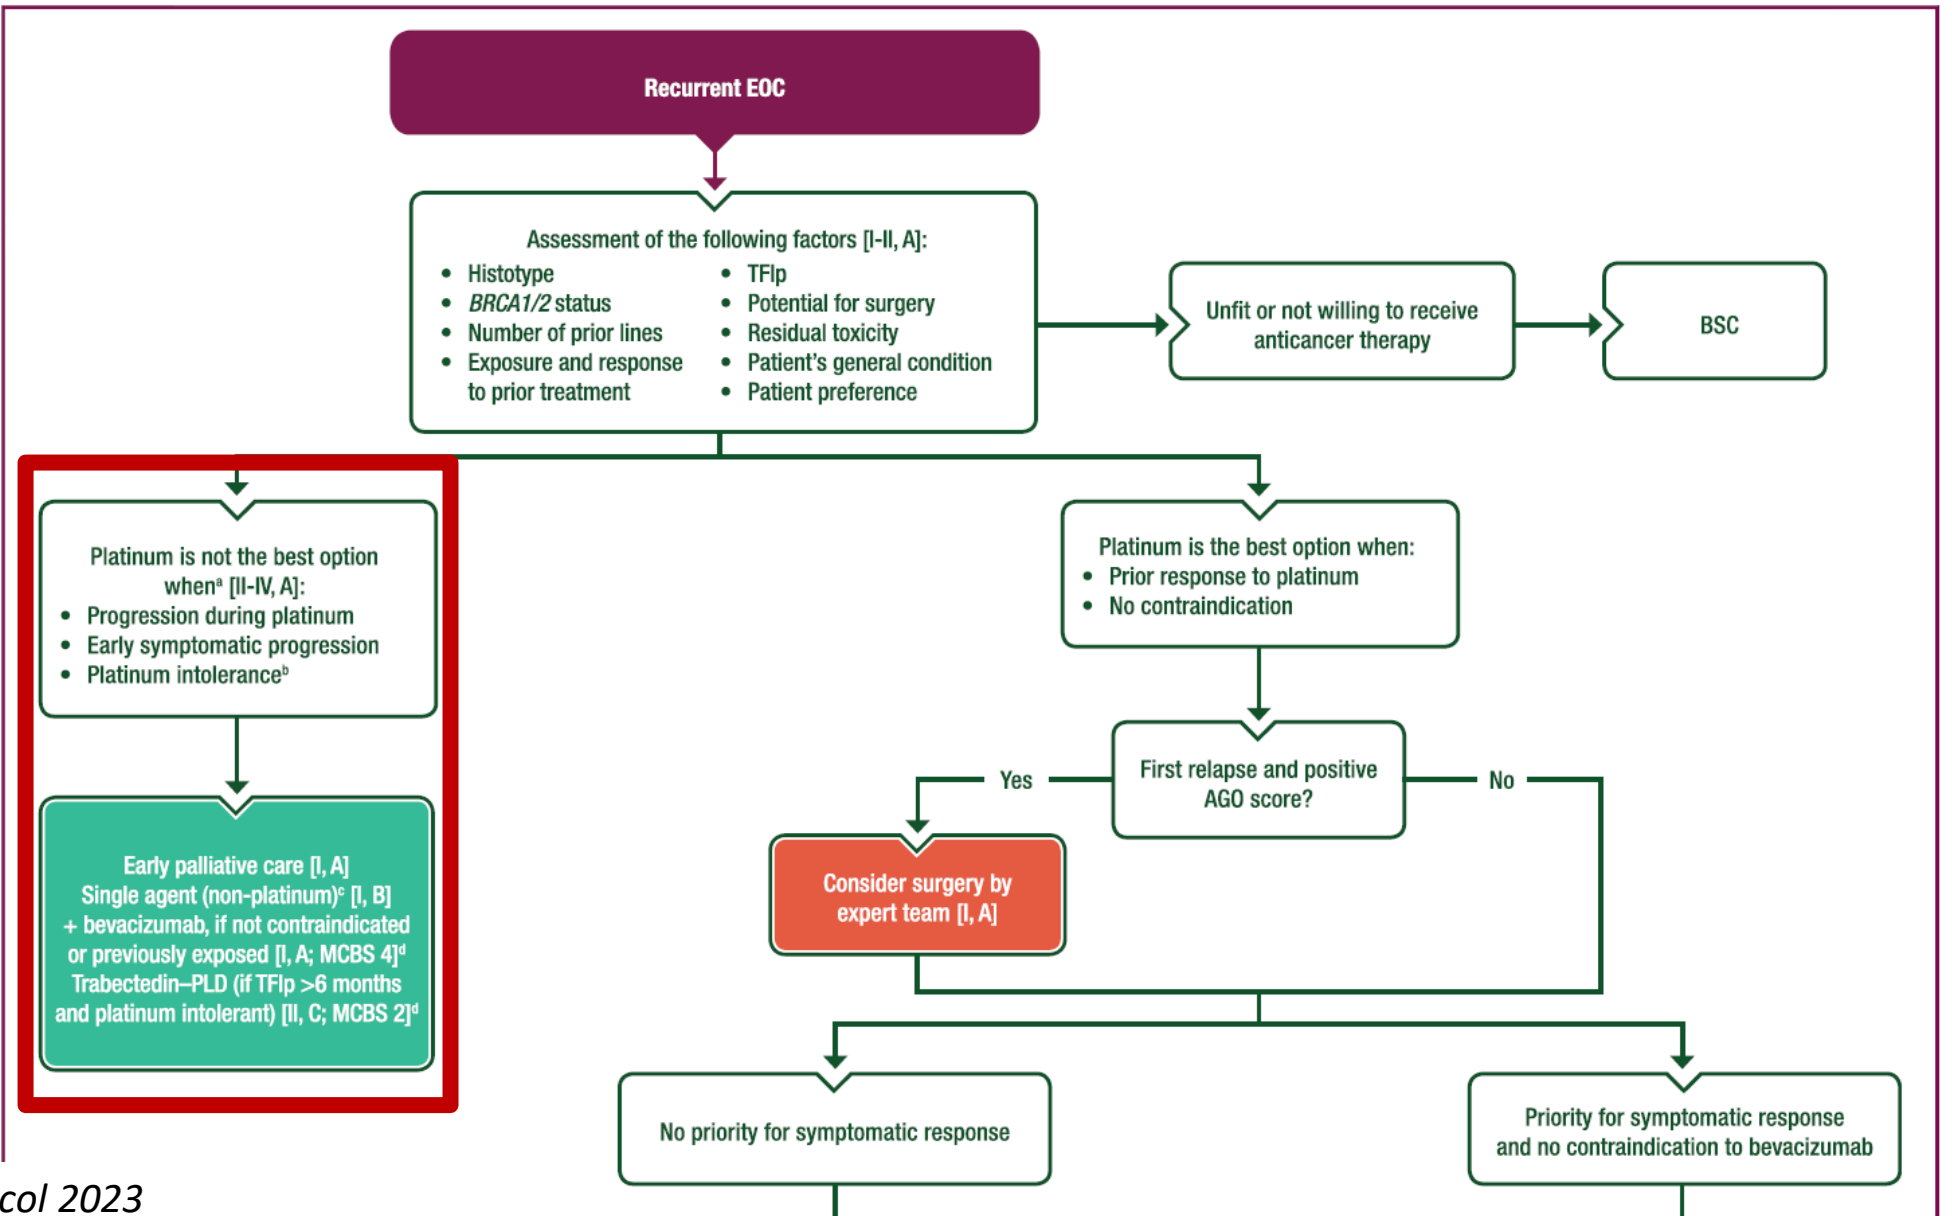 Recurrent EOC
Assessment of the following factors [I-II, A]:
• Histotype
• BRCA1/2 status
• Number of prior lines
• Exposure and response
to prior treatment
• TFIp
• Potential for surgery
• Residual toxicity
• Patient's general condition
• Patient preference
Unfit or not willing to receive
anticancer therapy
BSC
Platinum is not the best option
whenᵃ [II-IV, A]:
• Progression during platinum
• Early symptomatic progression
• Platinum intoleranceᵇ
Platinum is the best option when:
• Prior response to platinum
• No contraindication
First relapse and positive
AGO score?
Yes
No
Early palliative care [I, A]
Single agent (non-platinum)ᶜ [I, B]
+ bevacizumab, if not contraindicated
or previously exposed [I, A; MCBS 4]ᵈ
Trabectedin–PLD (if TFIp >6 months
and platinum intolerant) [II, C; MCBS 2]ᵈ
Consider surgery by
expert team [I, A]
No priority for symptomatic response
Priority for symptomatic response
and no contraindication to bevacizumab
col 2023